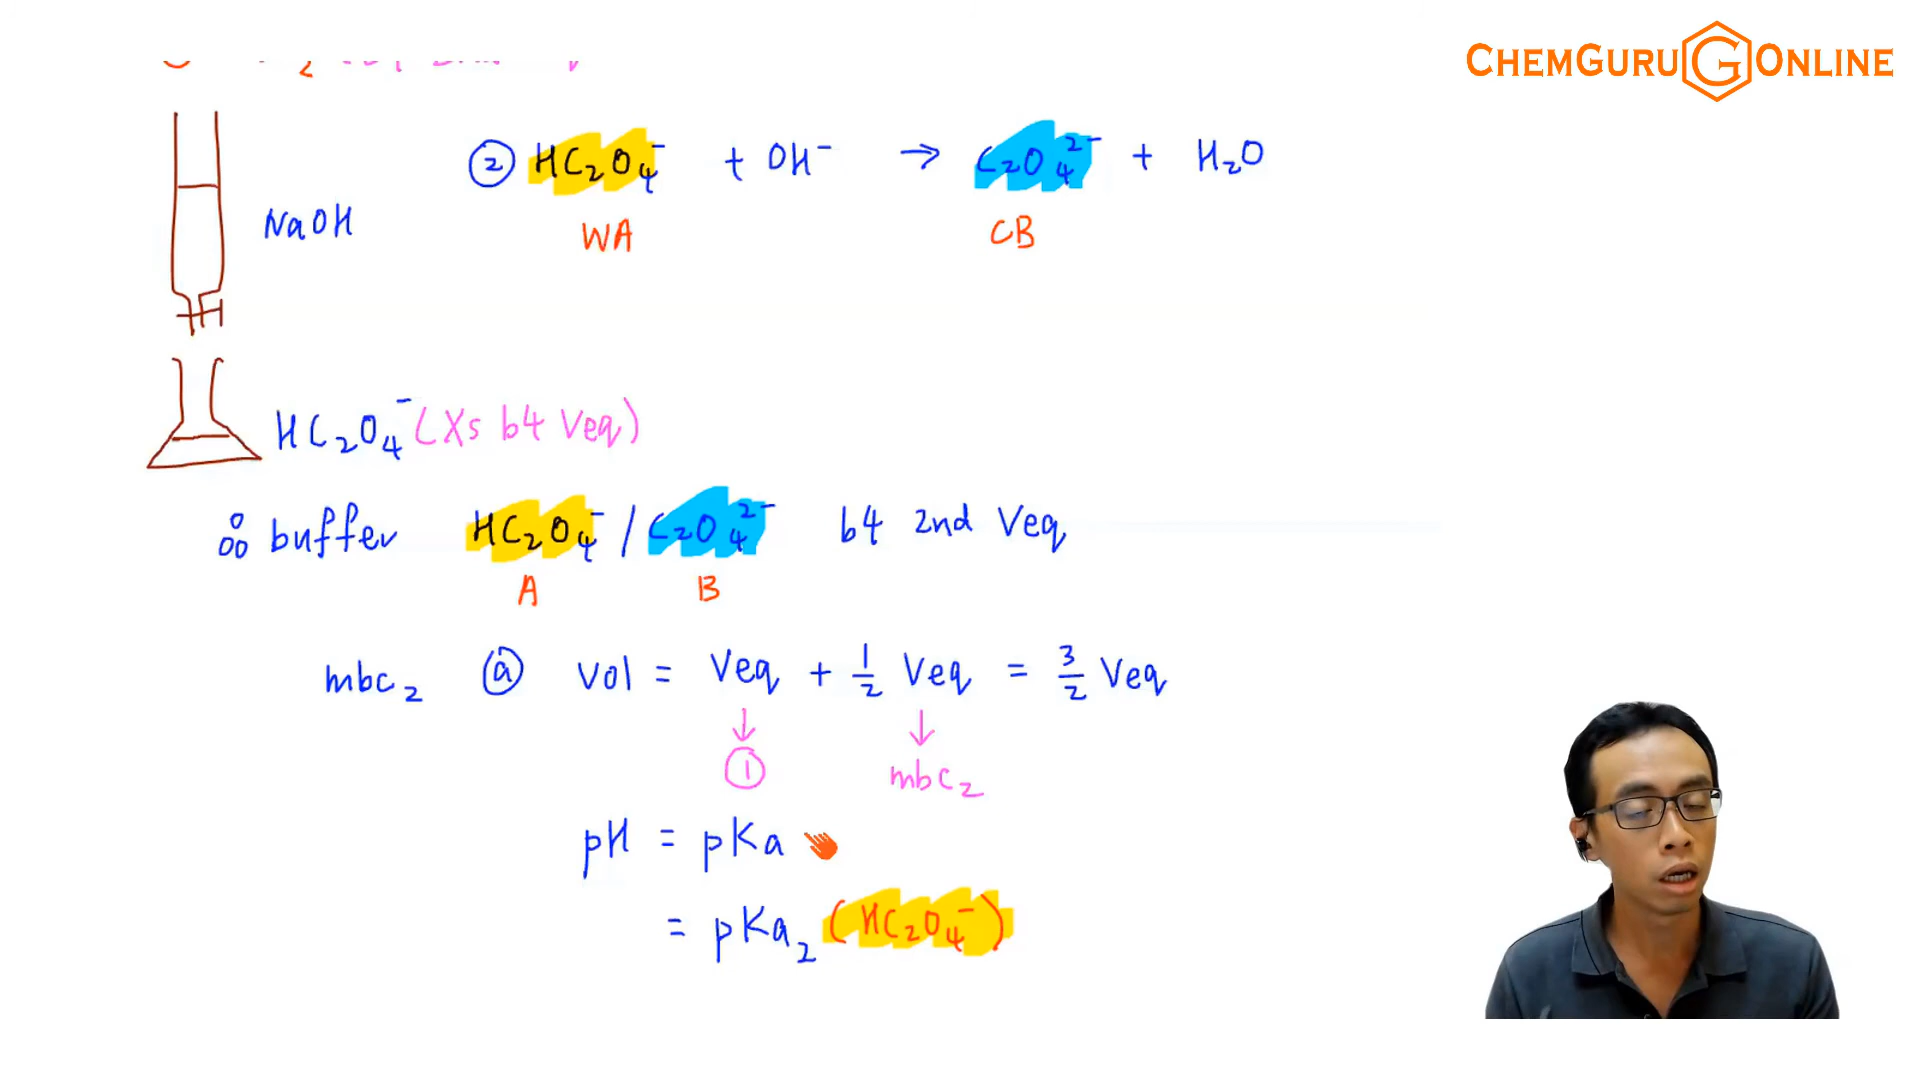 CHEMGURU G ONLINE
② HC₂O₄⁻ + OH⁻ → C₂O₄²⁻ + H₂O
WA CB
NaOH
HC₂O₄⁻ (Xs b4 Veq)
∴ buffer HC₂O₄⁻ / C₂O₄²⁻ b4 2nd Veq
A B
mbc₂ @ vol = Veq + ½ Veq = 3/2 Veq
↓ ↓
① mbc₂
pH = pKa
= pKa₂ (HC₂O₄⁻)